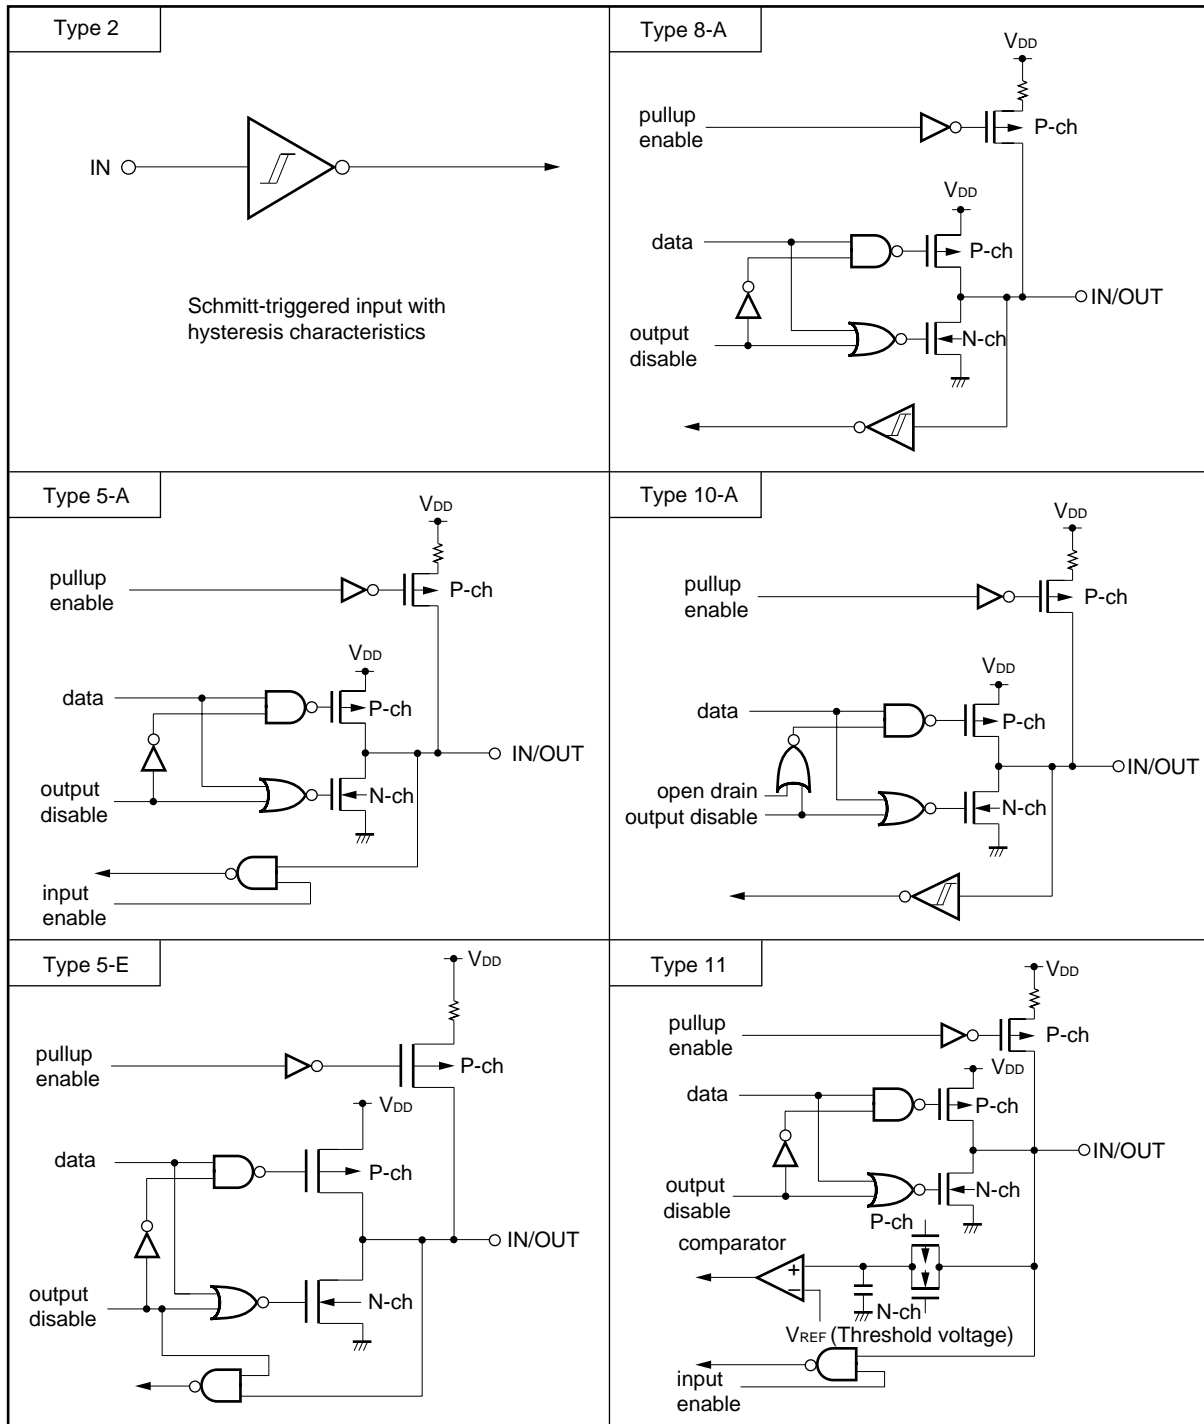 Type 2
IN
Schmitt-triggered input with
hysteresis characteristics
Type 8-A
VDD
pullup
enable
P-ch
VDD
data
P-ch
IN/OUT
output
disable
N-ch
Type 5-A
VDD
pullup
enable
P-ch
VDD
data
P-ch
IN/OUT
output
disable
N-ch
input
enable
Type 10-A
VDD
pullup
enable
P-ch
VDD
data
P-ch
IN/OUT
open drain
output disable
N-ch
Type 5-E
VDD
pullup
enable
P-ch
VDD
data
P-ch
IN/OUT
output
disable
N-ch
Type 11
VDD
pullup
enable
P-ch
VDD
data
P-ch
IN/OUT
output
disable
N-ch
P-ch
comparator
+
−
N-ch
VREF (Threshold voltage)
input
enable